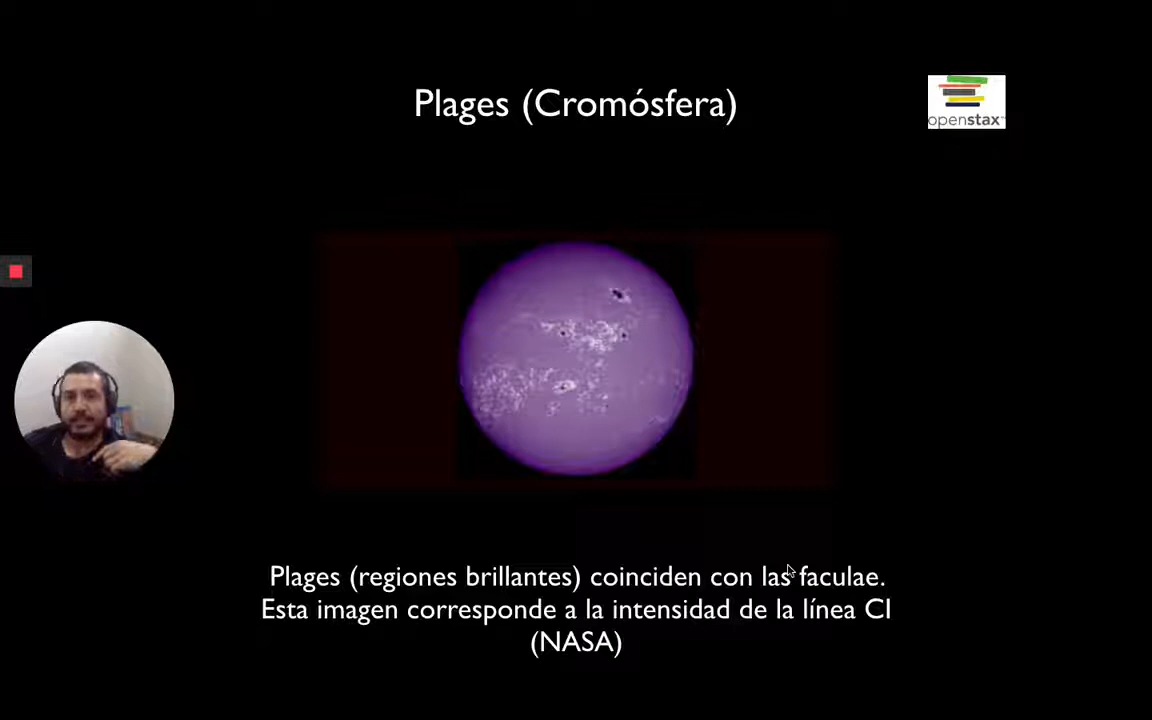 Plages (Cromósfera)
openstax
Plages (regiones brillantes) coinciden con las faculae.
Esta imagen corresponde a la intensidad de la línea CI
(NASA)